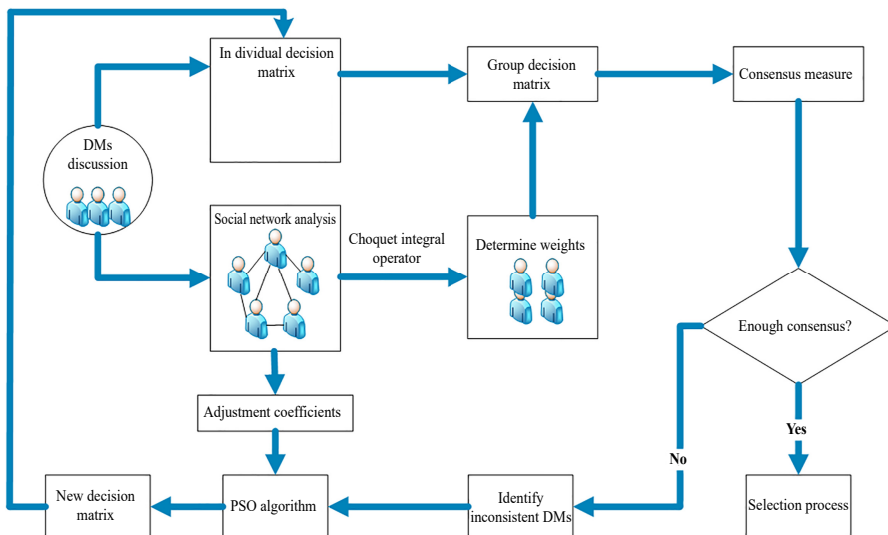 In dividual decision
matrix
Group decision
matrix
Consensus measure
DMs
discussion
Social network analysis
Choquet integral
operator
Determine weights
Enough consensus?
Adjustment coefficients
Yes
No
New decision
matrix
PSO algorithm
Identify
inconsistent DMs
Selection process